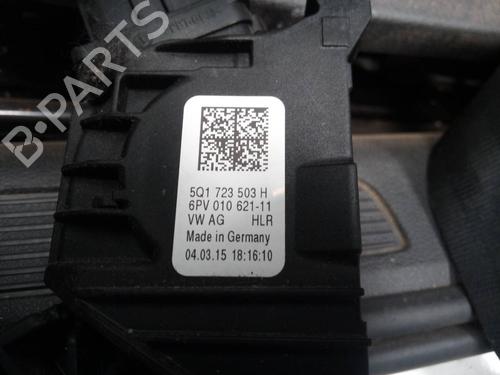 B-PARTS
5Q1 723 503 H
6PV 010 621-11
VW AG HLR
Made in Germany
04.03.15 18:16:10